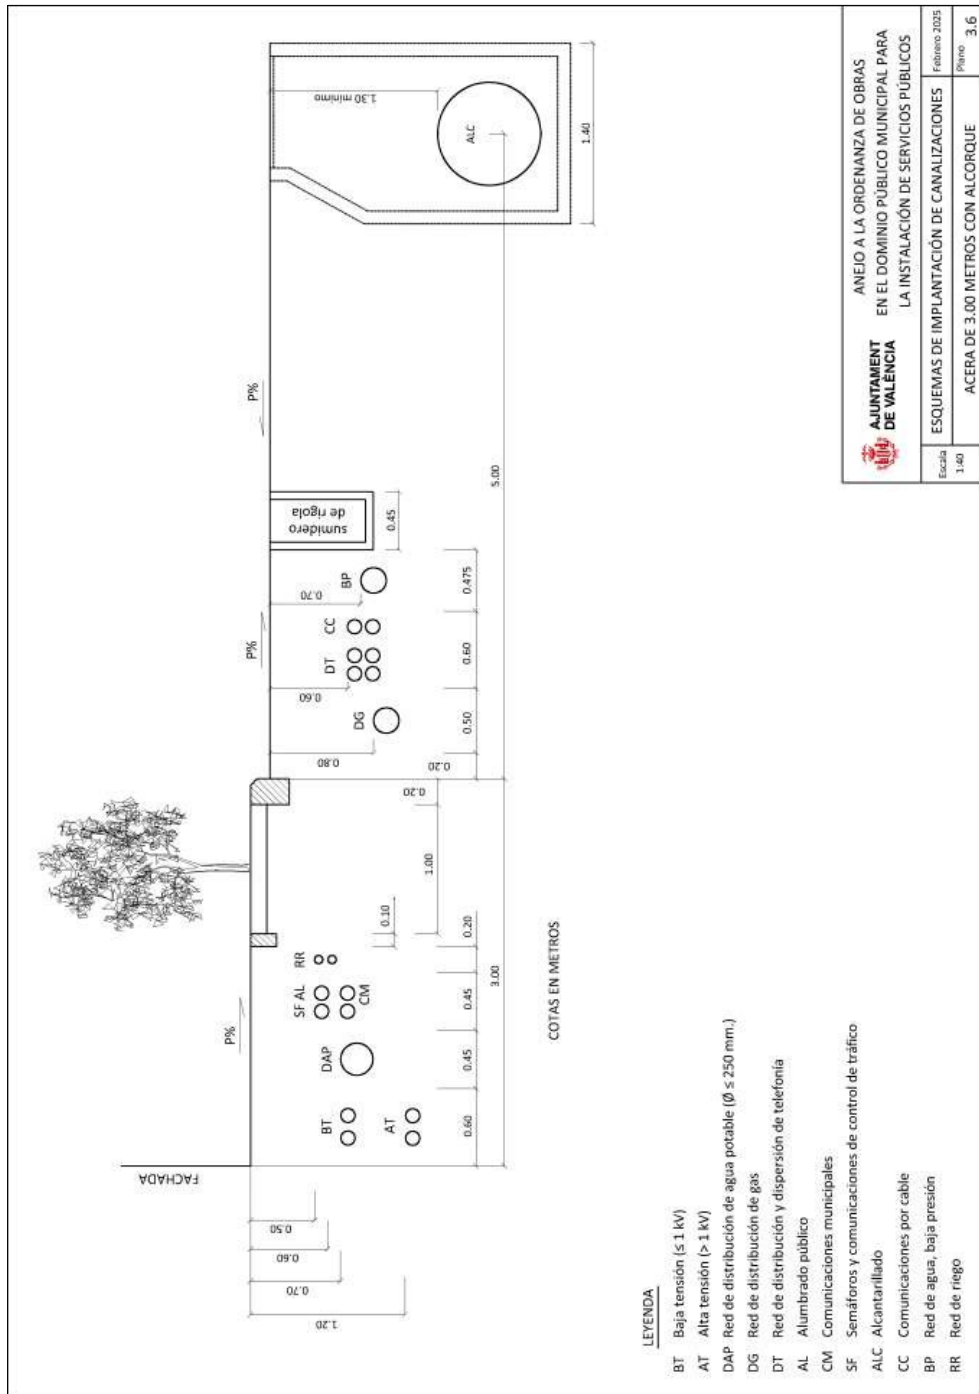 FACHADA
P%
P%
P%
BT
AT
DAP
SF AL
CM
RR
DG
DT
CC
BP
sumidero
de rigola
ALC
0.50
0.60
0.70
1.20
0.10
1.00
0.20
0.60
0.45
0.45
0.20
3.00
0.80
0.60
0.70
0.20
0.50
0.60
0.475
0.45
5.00
1.30 mínimo
1.40
COTAS EN METROS
LEYENDA
BT Baja tensión (≤ 1 kV)
AT Alta tensión (> 1 kV)
DAP Red de distribución de agua potable (Ø ≤ 250 mm.)
DG Red de distribución de gas
DT Red de distribución y dispersión de telefonía
AL Alumbrado público
CM Comunicaciones municipales
SF Semáforos y comunicaciones de control de tráfico
ALC Alcantarillado
CC Comunicaciones por cable
BP Red de agua, baja presión
RR Red de riego
AJUNTAMENT
DE VALÈNCIA
ANEJO A LA ORDENANZA DE OBRAS
EN EL DOMINIO PÚBLICO MUNICIPAL PARA
LA INSTALACIÓN DE SERVICIOS PÚBLICOS
Escala
1:40
ESQUEMAS DE IMPLANTACIÓN DE CANALIZACIONES
Febrero 2025
ACERA DE 3.00 METROS CON ALCORQUE
Plano
3.6